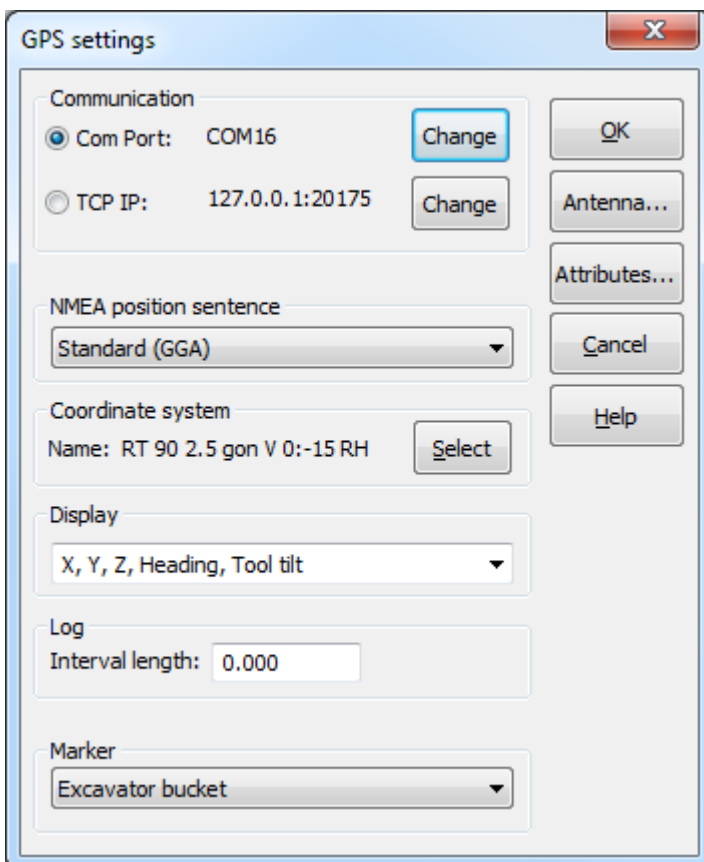 GPS settings
Communication
Com Port: COM16 Change
OK
TCP IP: 127.0.0.1:20175 Change
Antenna...
Attributes...
NMEA position sentence
Standard (GGA)
Cancel
Coordinate system
Name: RT 90 2.5 gon V 0:-15 RH Select
Help
Display
X, Y, Z, Heading, Tool tilt
Log
Interval length: 0.000
Marker
Excavator bucket